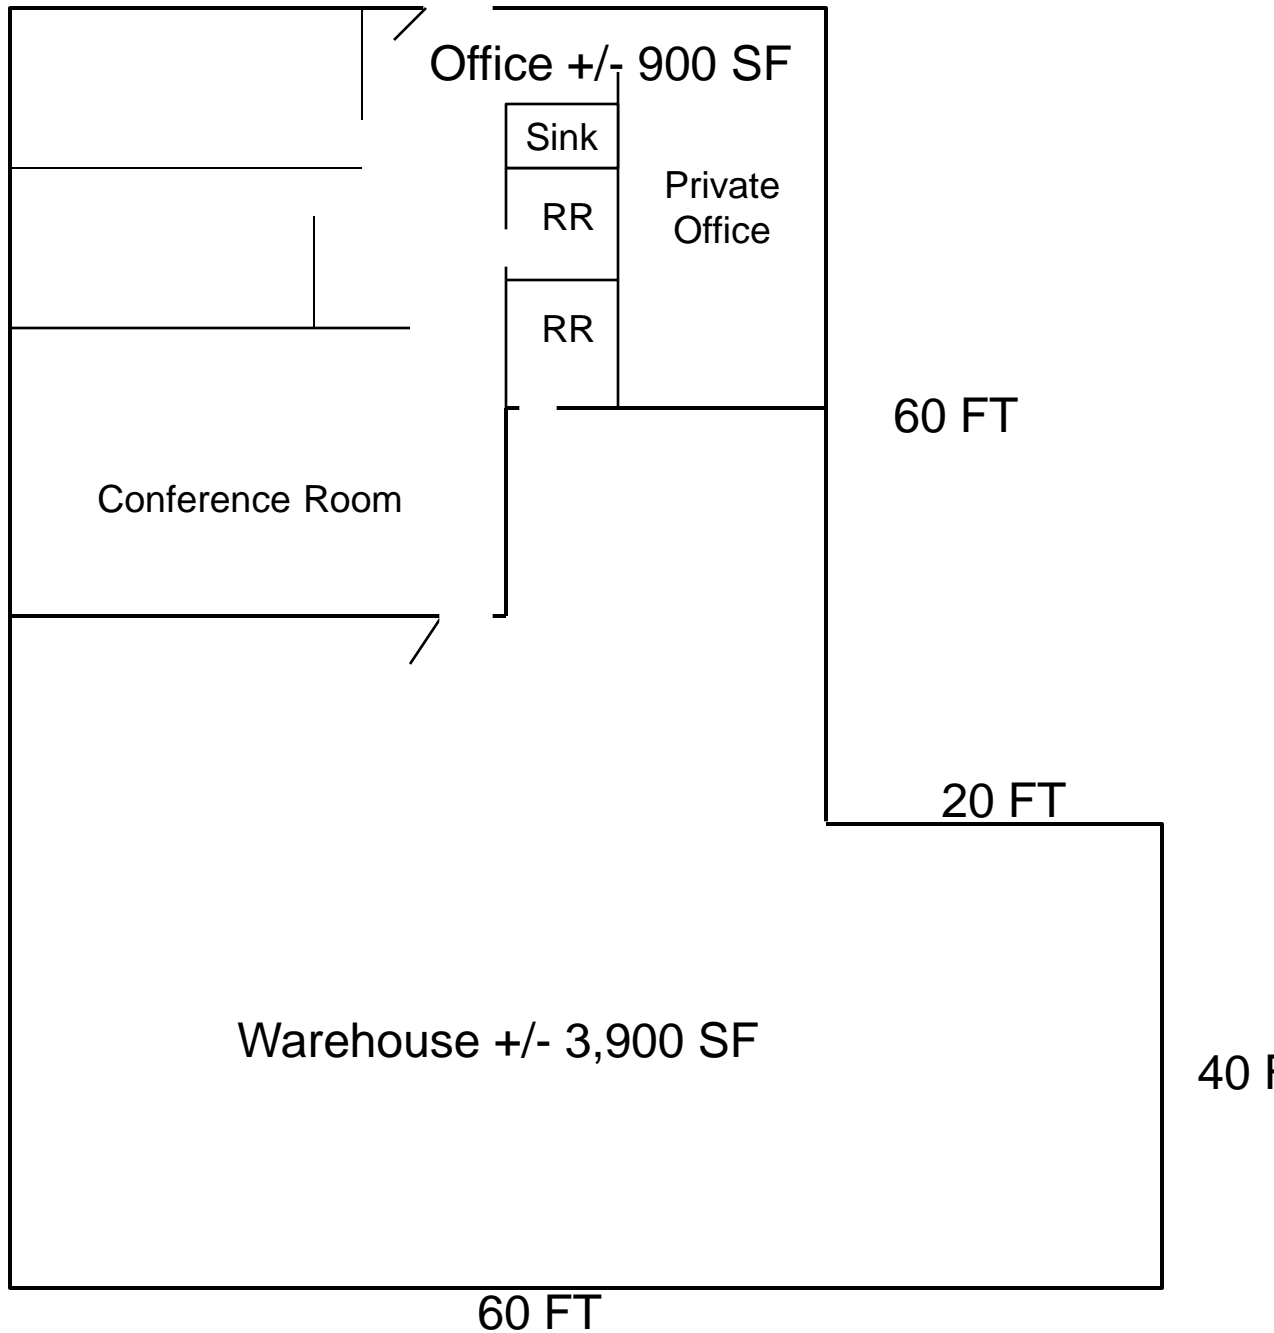 Office +/- 900 SF
Sink
Private
Office
RR
RR
60 FT
Conference Room
20 FT
Warehouse +/- 3,900 SF
40 F
60 FT